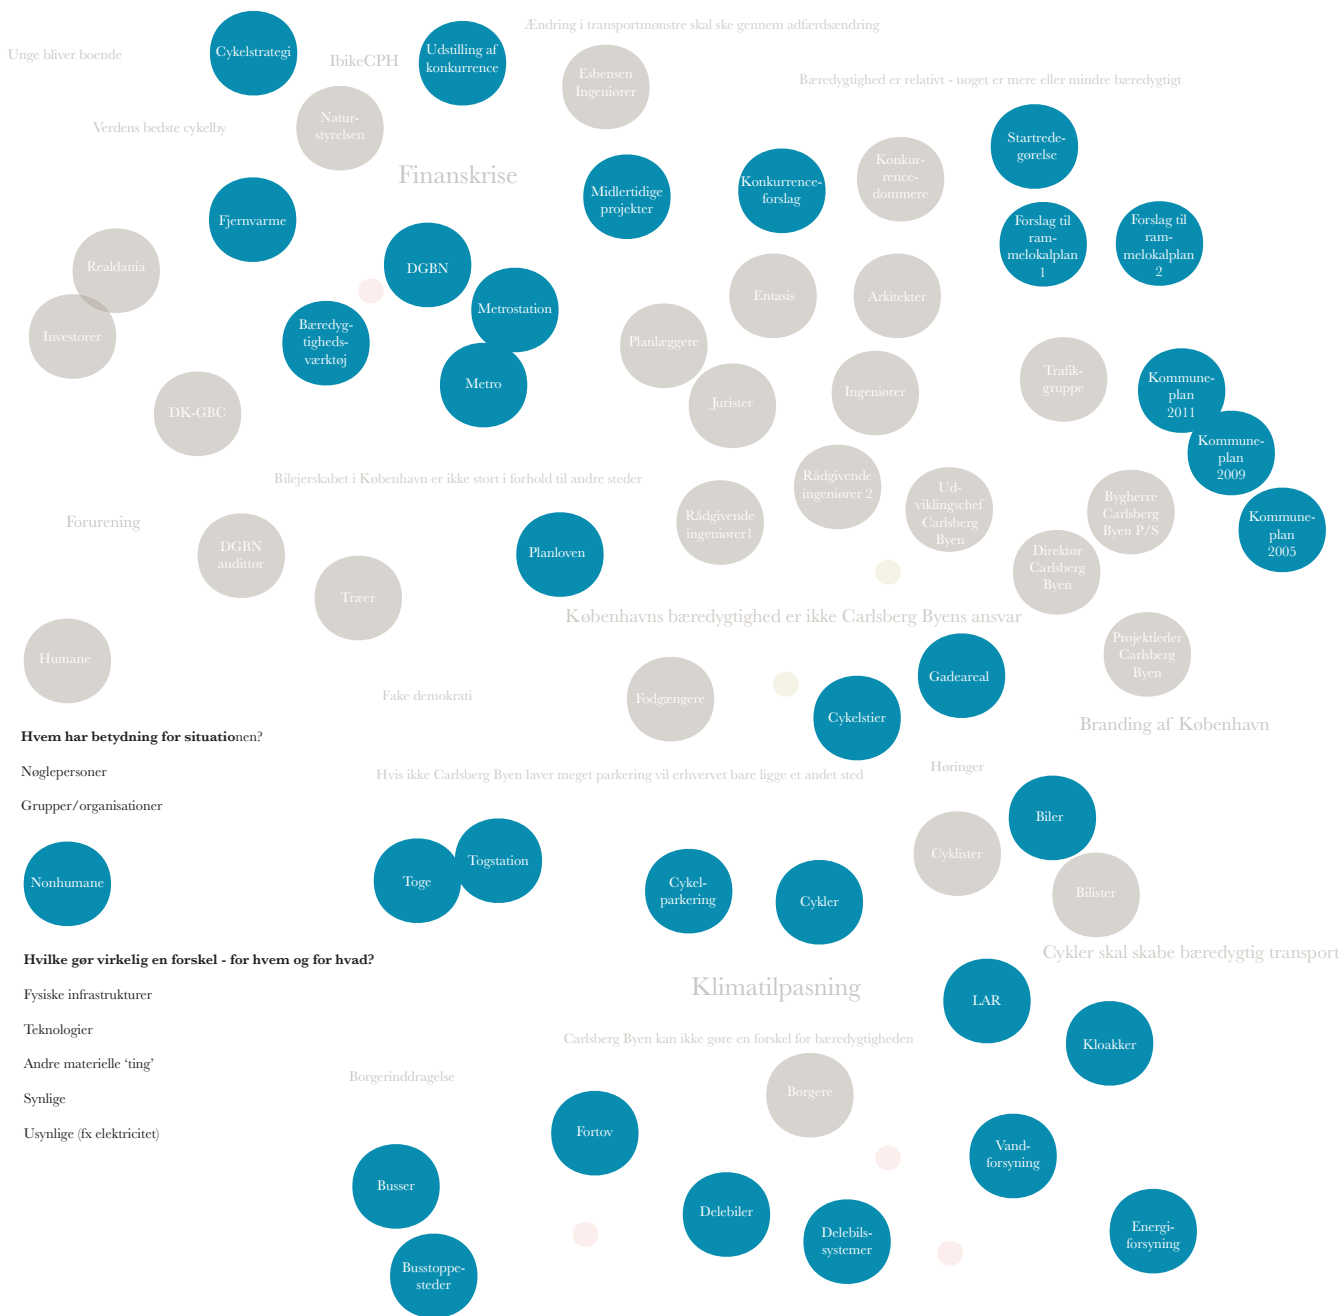 Ændring i transportmønstre skal ske gennem adfærdsændring
Unge bliver boende
Cykelstrategi
IbikeCPH
Udstilling af
konkurrence
Esbensen
Ingeniører
Bæredygtighed er relativt - noget er mere eller mindre bæredygtigt
Verdens bedste cykelby
Natur-
styrelsen
Startrede-
gørelse
Finanskrise
Midlertidige
projekter
Konkurrence-
forslag
Konkur-
rence-
dommere
Fjernvarme
Forslag til
ram-
melokalplan
1
Forslag til
ram-
melokalplan
2
Realdania
DGBN
Metrostation
Entasis
Arkitekter
Investorer
Bæredyg-
tigheds-
værktøj
Planlæggere
Metro
Trafik-
gruppe
Kommune-
plan
2011
DK-GBC
Jurister
Ingeniører
Kommune-
plan
2009
Bilejerskabet i København er ikke stort i forhold til andre steder
Rådgivende
ingeniører 2
Forurening
Rådgivende
ingeniører1
Ud-
viklingschef
Carlsberg
Byen
Bygherre
Carlsberg
Byen P/S
Kommune-
plan
2005
DGBN
audittør
Planloven
Direktør
Carlsberg
Byen
Træer
Københavns bæredygtighed er ikke Carlsberg Byens ansvar
Humane
Projektleder
Carlsberg
Byen
Fake demokrati
Fodgængere
Gadeareal
Cykelstier
Branding af København
Hvem har betydning for situationen?
Nøglepersoner
Grupper/organisationer
Hvis ikke Carlsberg Byen laver meget parkering vil erhvervet bare ligge et andet sted
Høringer
Biler
Nonhumane
Toge
Togstation
Cykel-
parkering
Cykler
Cyklister
Bilister
Hvilke gør virkelig en forskel - for hvem og for hvad?
Cykler skal skabe bæredygtig transport
Fysiske infrastrukturer
Teknologier
Andre materielle ‘ting’
Synlige
Usynlige (fx elektricitet)
Klimatilpasning
LAR
Kloakker
Carlsberg Byen kan ikke gøre en forskel for bæredygtigheden
Borgerinddragelse
Borgere
Fortov
Vand-
forsyning
Busser
Delebiler
Delebils-
systemer
Energi-
forsyning
Busstoppe-
steder